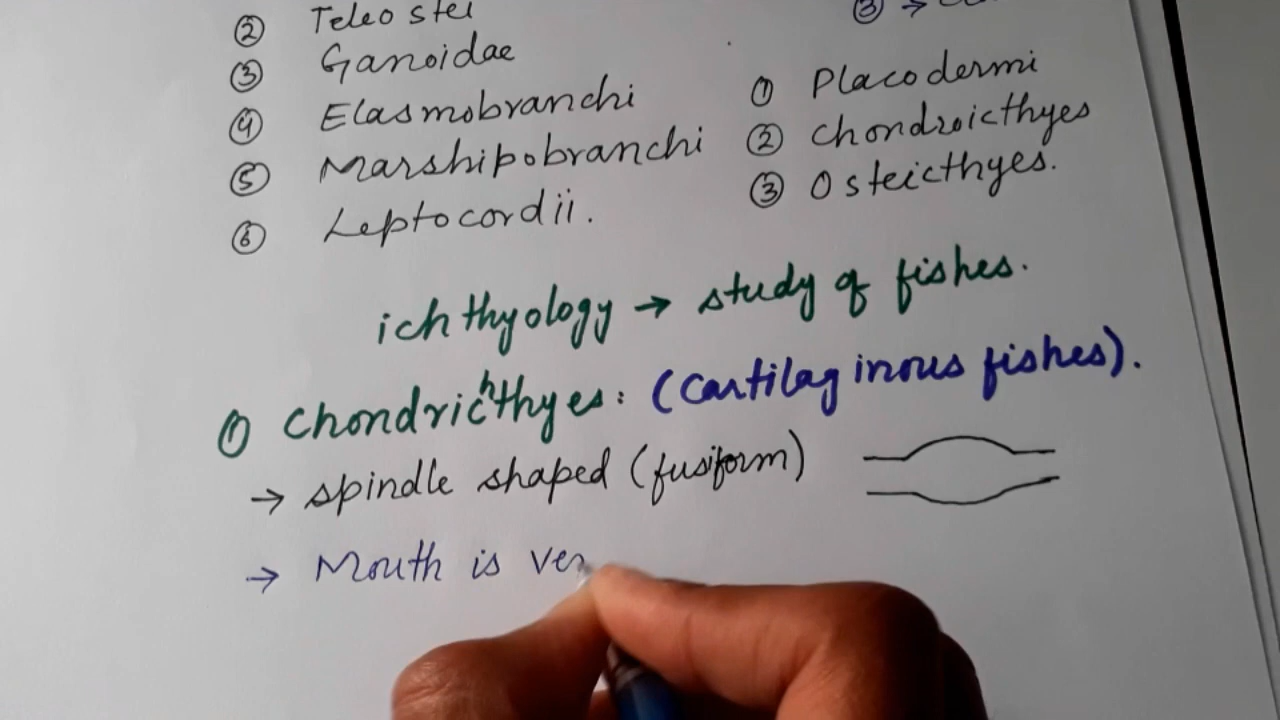 ② Teleostei
③ Ganoidae
④ Elasmobranchi
⑤ Marshipobranchi
⑥ Leptocordii.
③ →
① Placodermi
② Chondroicthyes
③ Osteicthyes.
ichthyology → study of fishes.
① Chondrichthyes: (Cartilaginous fishes).
→ spindle shaped (fusiform)
→ Mouth is ver